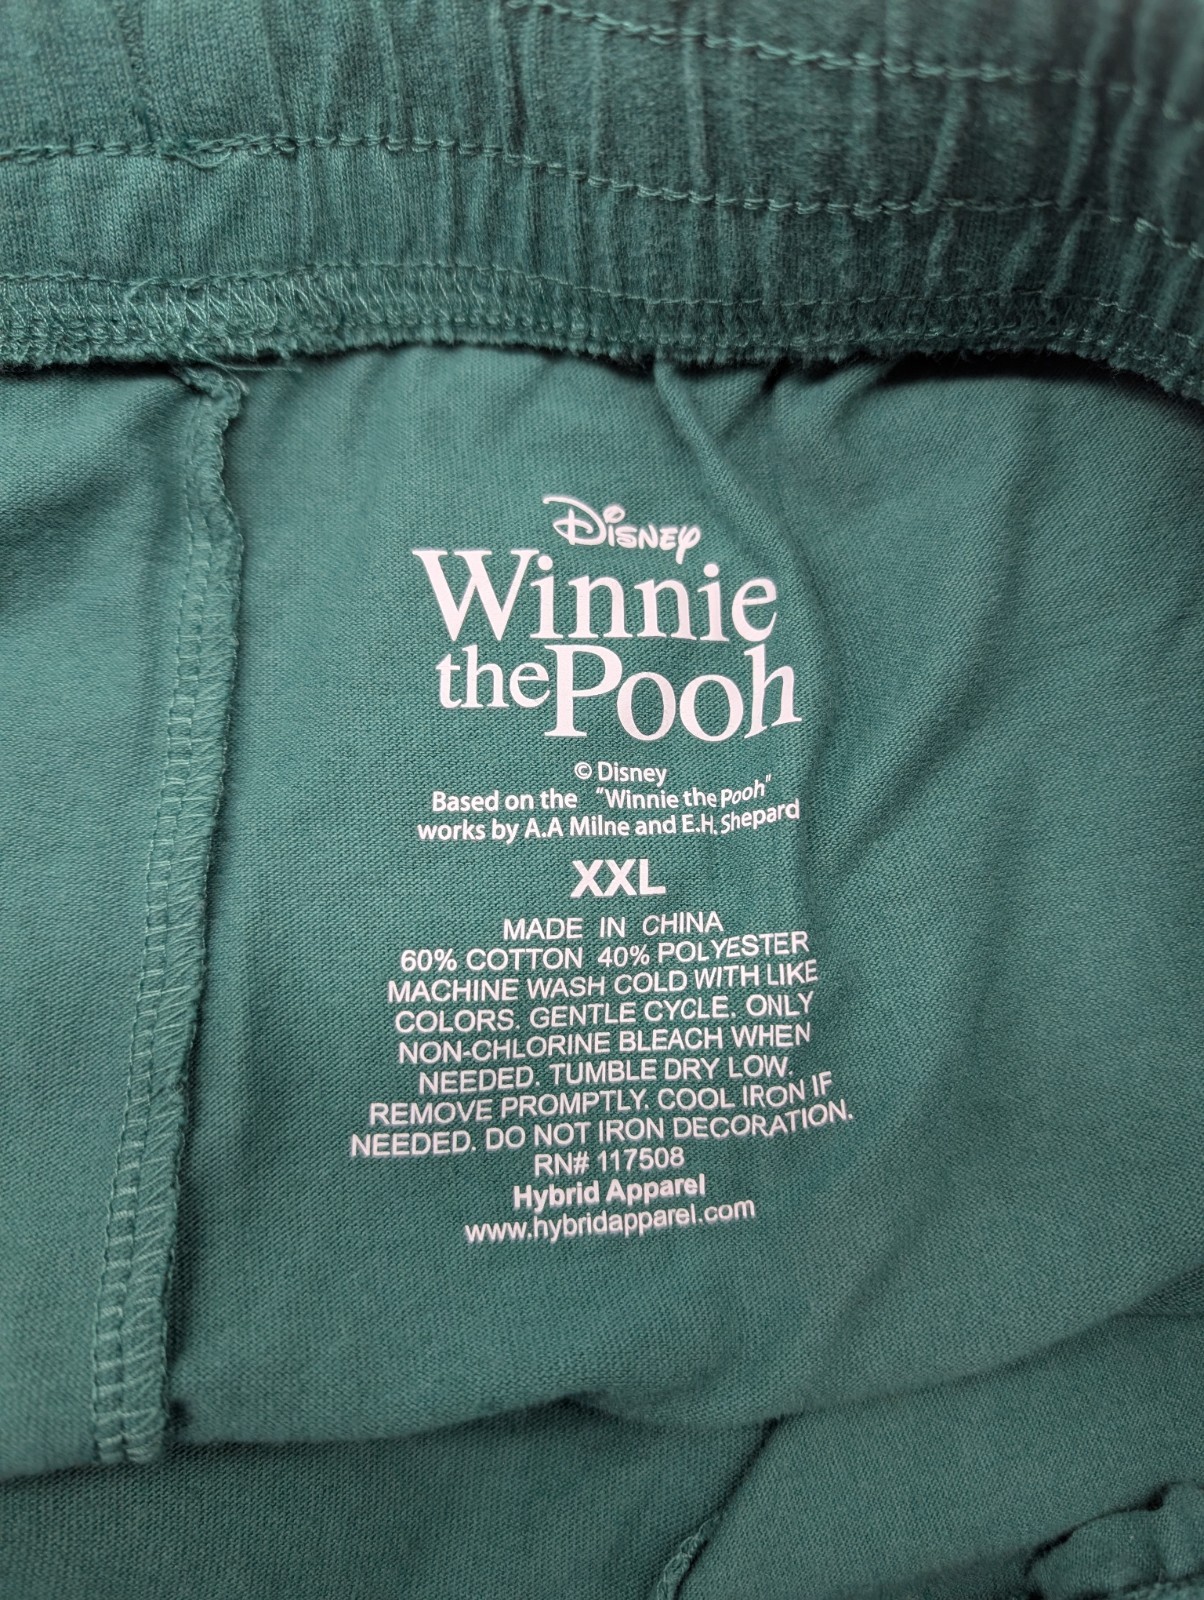 Disney
Winnie
the Pooh
© Disney
Based on the "Winnie the Pooh"
works by A.A Milne and E.H. Shepard
XXL
MADE IN CHINA
60% COTTON 40% POLYESTER
MACHINE WASH COLD WITH LIKE
COLORS. GENTLE CYCLE. ONLY
NON-CHLORINE BLEACH WHEN
NEEDED. TUMBLE DRY LOW.
REMOVE PROMPTLY. COOL IRON IF
NEEDED. DO NOT IRON DECORATION.
RN# 117508
Hybrid Apparel
www.hybridapparel.com